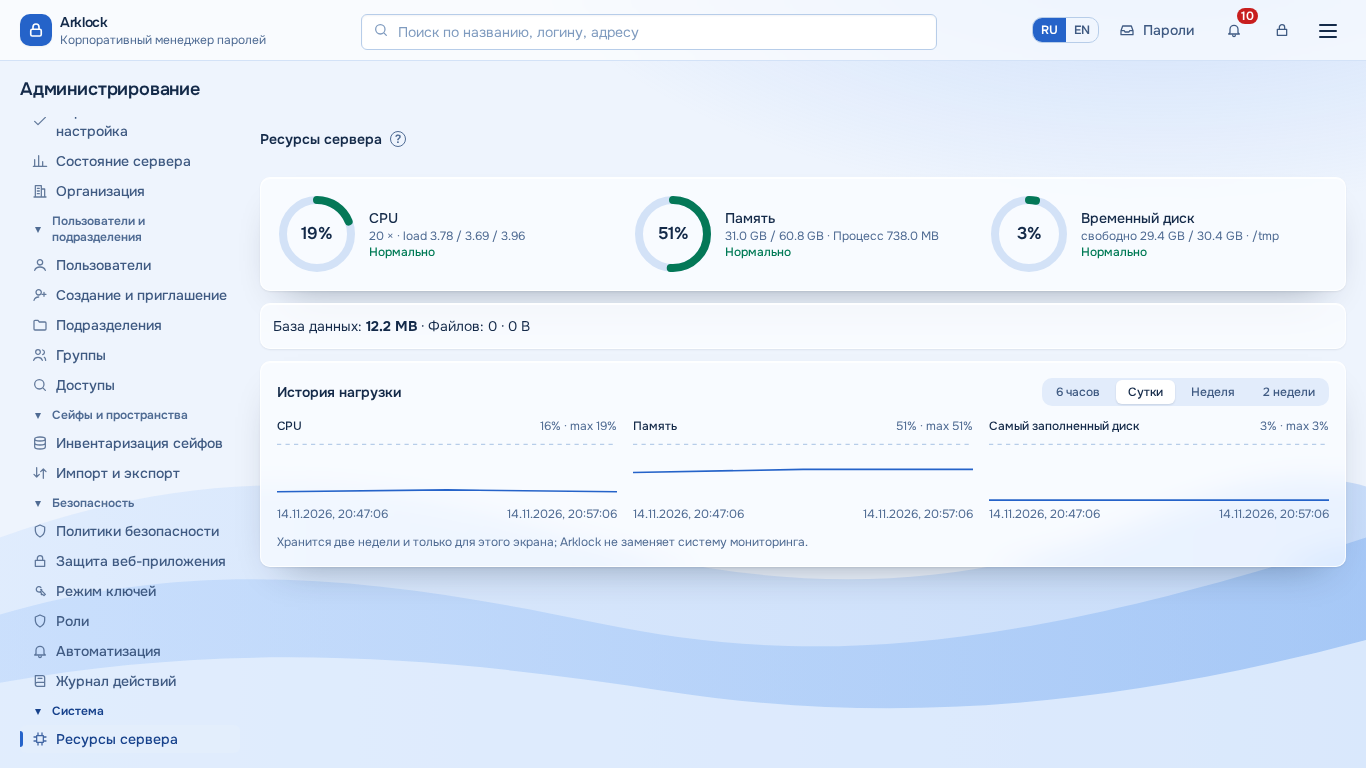 Arklock
Корпоративный менеджер паролей
Поиск по названию, логину, адресу
RU EN
Пароли
10
Администрирование
настройка
Состояние сервера
Организация
Пользователи и
подразделения
Пользователи
Создание и приглашение
Подразделения
Группы
Доступы
Сейфы и пространства
Инвентаризация сейфов
Импорт и экспорт
Безопасность
Политики безопасности
Защита веб-приложения
Режим ключей
Роли
Автоматизация
Журнал действий
Система
Ресурсы сервера
Ресурсы сервера ?
19%
CPU
20 × · load 3.78 / 3.69 / 3.96
Нормально
51%
Память
31.0 GB / 60.8 GB · Процесс 738.0 MB
Нормально
3%
Временный диск
свободно 29.4 GB / 30.4 GB · /tmp
Нормально
База данных: 12.2 MB · Файлов: 0 · 0 B
История нагрузки
6 часов Сутки Неделя 2 недели
CPU 16% · max 19%
14.11.2026, 20:47:06 14.11.2026, 20:57:06
Память 51% · max 51%
14.11.2026, 20:47:06 14.11.2026, 20:57:06
Самый заполненный диск 3% · max 3%
14.11.2026, 20:47:06 14.11.2026, 20:57:06
Хранится две недели и только для этого экрана; Arklock не заменяет систему мониторинга.